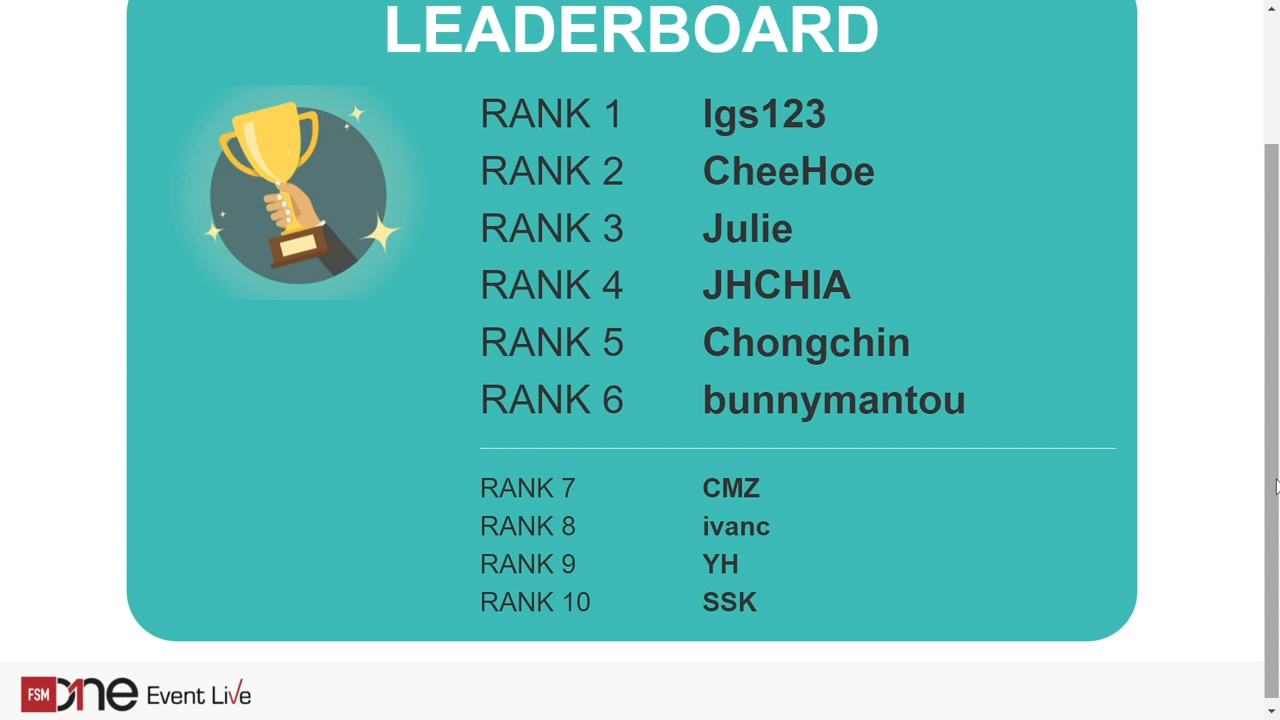 LEADERBOARD
RANK 1 lgs123
RANK 2 CheeHoe
RANK 3 Julie
RANK 4 JHCHIA
RANK 5 Chongchin
RANK 6 bunnymantou
RANK 7 CMZ
RANK 8 ivanc
RANK 9 YH
RANK 10 SSK
FSM ONE Event Live